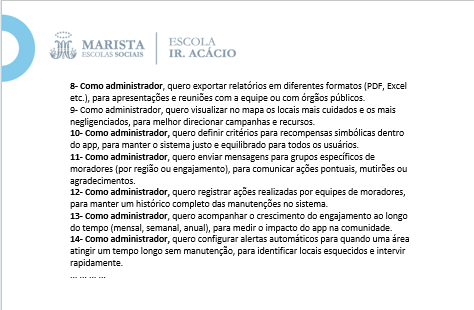 MARISTA
ESCOLAS SOCIAIS
ESCOLA
IR. ACÁCIO
8- Como administrador, quero exportar relatórios em diferentes formatos (PDF, Excel
etc.), para apresentações e reuniões com a equipe ou com órgãos públicos.
9- Como administrador, quero visualizar no mapa os locais mais cuidados e os mais
negligenciados, para melhor direcionar campanhas e recursos.
10- Como administrador, quero definir critérios para recompensas simbólicas dentro
do app, para manter o sistema justo e equilibrado para todos os usuários.
11- Como administrador, quero enviar mensagens para grupos específicos de
moradores (por região ou engajamento), para comunicar ações pontuais, mutirões ou
agradecimentos.
12- Como administrador, quero registrar ações realizadas por equipes de moradores,
para manter um histórico completo das manutenções no sistema.
13- Como administrador, quero acompanhar o crescimento do engajamento ao longo
do tempo (mensal, semanal, anual), para medir o impacto do app na comunidade.
14- Como administrador, quero configurar alertas automáticos para quando uma área
atingir um tempo longo sem manutenção, para identificar locais esquecidos e intervir
rapidamente.
... ... ... ...